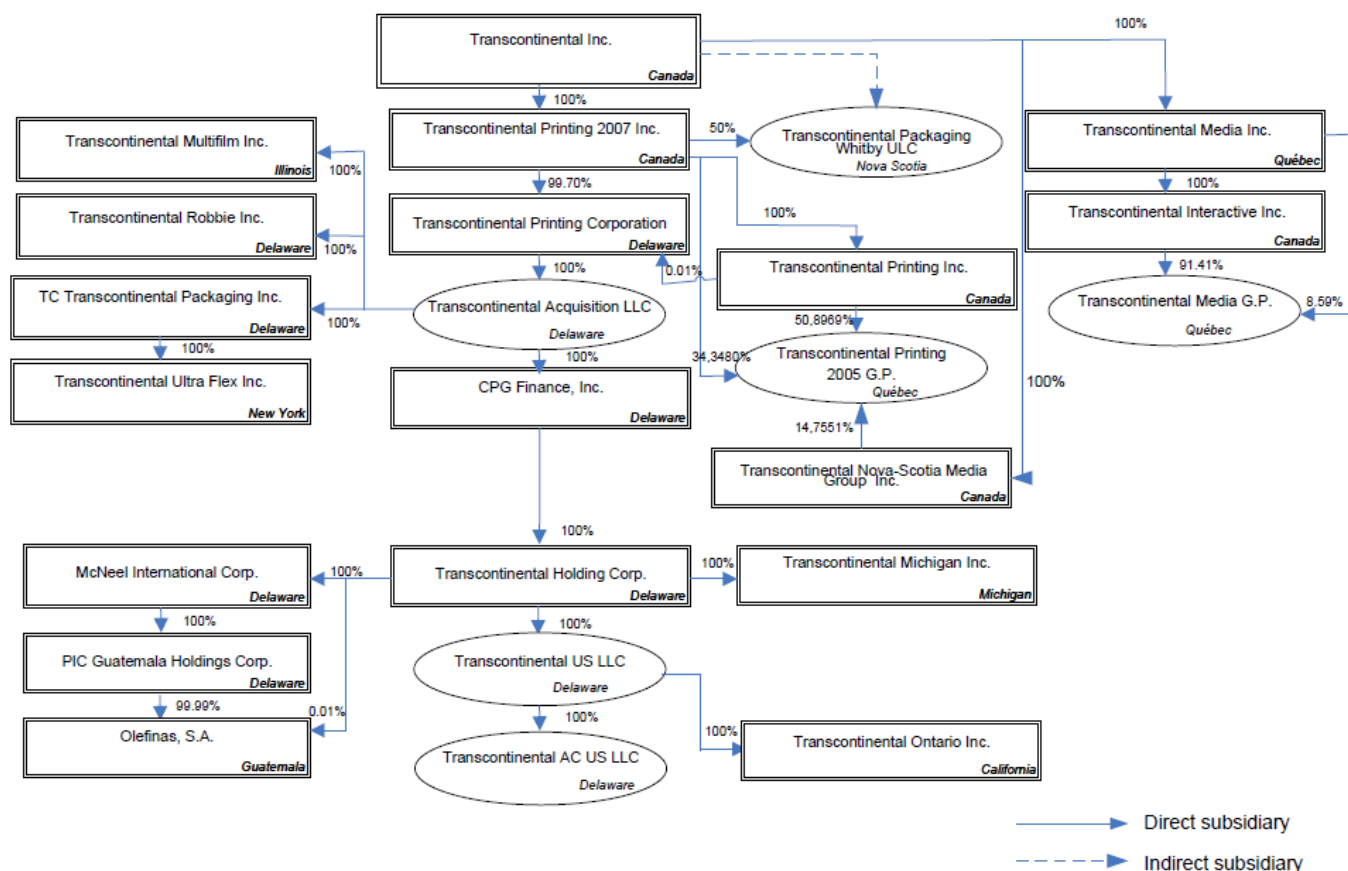 100%
Transcontinental Inc.
Canada
100%
Transcontinental Printing 2007 Inc.
Canada
50%
Transcontinental Packaging
Whitby ULC
Nova Scotia
Transcontinental Media Inc.
Québec
Transcontinental Multifilm Inc.
Illinois
100%
99.70%
100%
Transcontinental Robbie Inc.
Delaware
100%
Transcontinental Printing Corporation
Delaware
100%
Transcontinental Interactive Inc.
Canada
100%
0.01%
Transcontinental Printing Inc.
Canada
91.41%
TC Transcontinental Packaging Inc.
Delaware
100%
Transcontinental Acquisition LLC
Delaware
50,8969%
Transcontinental Media G.P.
Québec
8.59%
100%
100%
34,3480%
Transcontinental Printing
2005 G.P.
Québec
Transcontinental Ultra Flex Inc.
New York
CPG Finance, Inc.
Delaware
100%
14,7551%
Transcontinental Nova-Scotia Media
Group Inc.
Canada
100%
McNeel International Corp.
Delaware
100%
Transcontinental Holding Corp.
Delaware
100%
Transcontinental Michigan Inc.
Michigan
100%
100%
PIC Guatemala Holdings Corp.
Delaware
Transcontinental US LLC
Delaware
99.99%
0.01%
100%
100%
Olefinas, S.A.
Guatemala
Transcontinental AC US LLC
Delaware
Transcontinental Ontario Inc.
California
Direct subsidiary
Indirect subsidiary